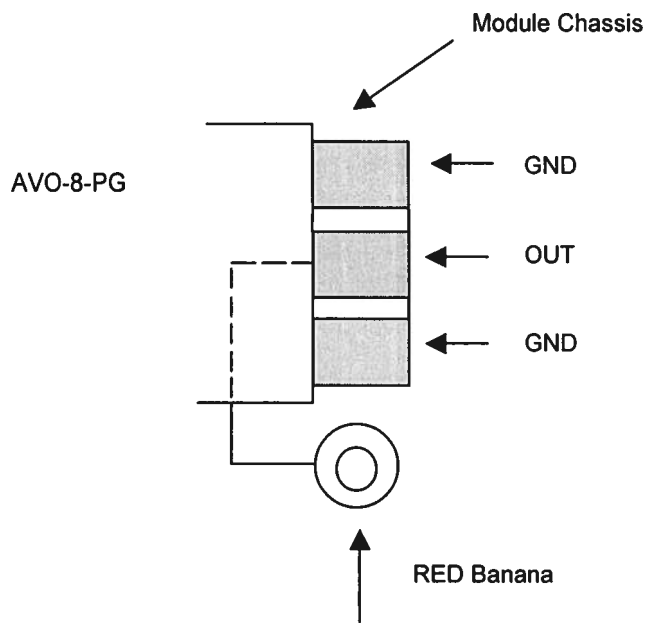 Module Chassis
AVO-8-PG
GND
OUT
GND
RED Banana